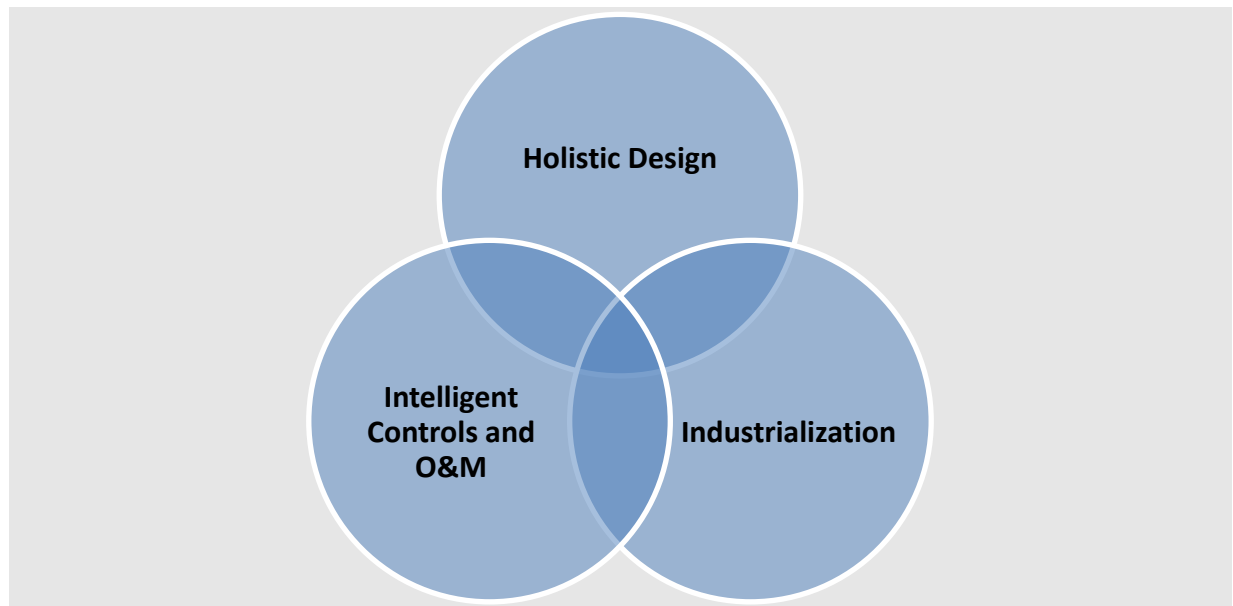 Holistic Design
Intelligent
Controls and
O&M
Industrialization